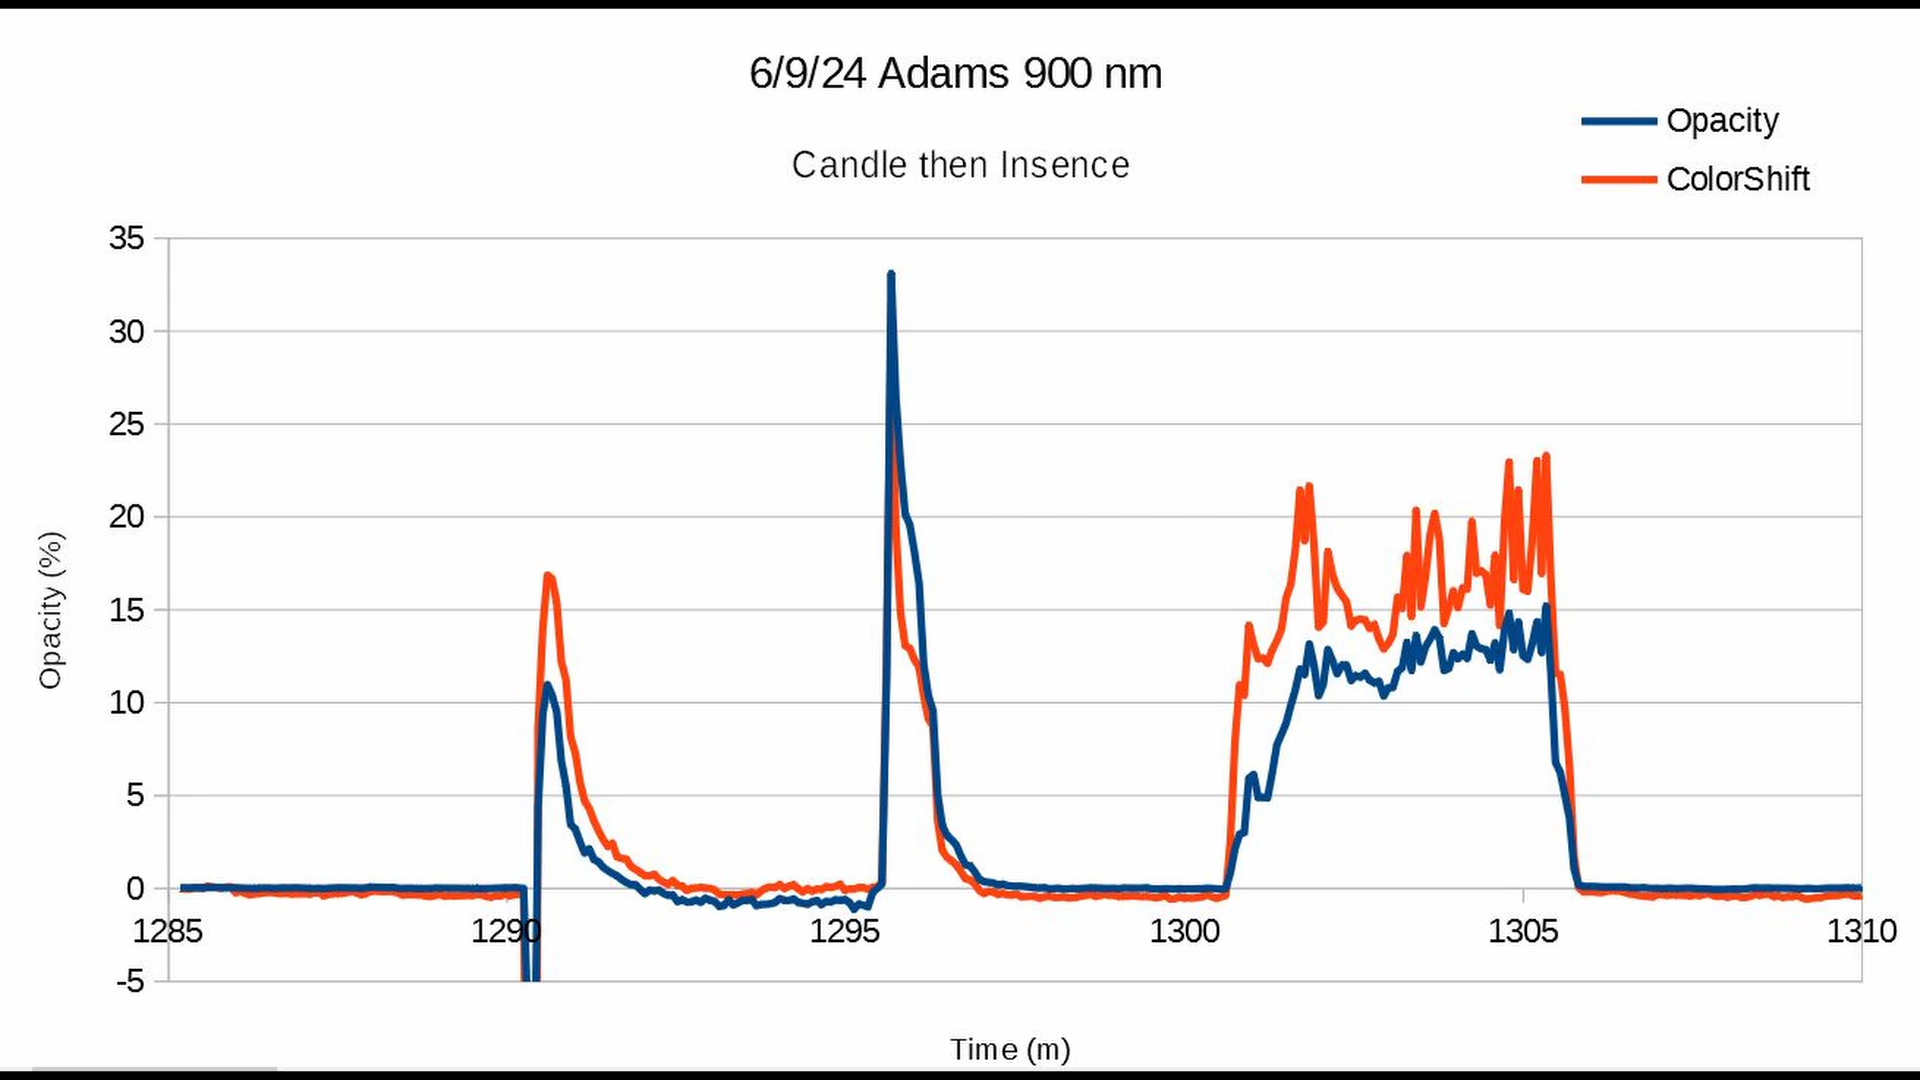 6/9/24 Adams 900 nm
Candle then Insence
Opacity
ColorShift
35
30
25
20
15
10
5
0
-5
Opacity (%)
1285
1290
1295
1300
1305
1310
Time (m)